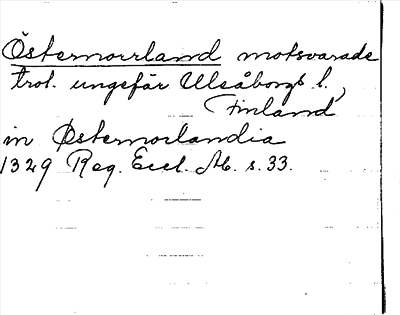 Östernorrland motsvarade
trol. ungefär Uleåborgs l.,
Finland
in Østernorlandia
1329 Reg. Eccl. Ab. s. 33.